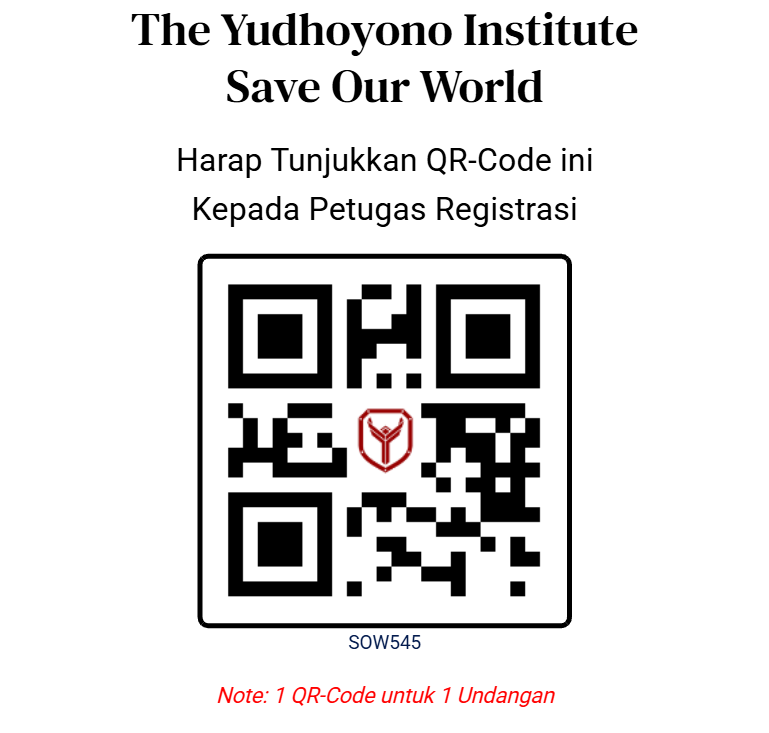 The Yudhoyono Institute
Save Our World
Harap Tunjukkan QR-Code ini
Kepada Petugas Registrasi
SOW545
Note: 1 QR-Code untuk 1 Undangan